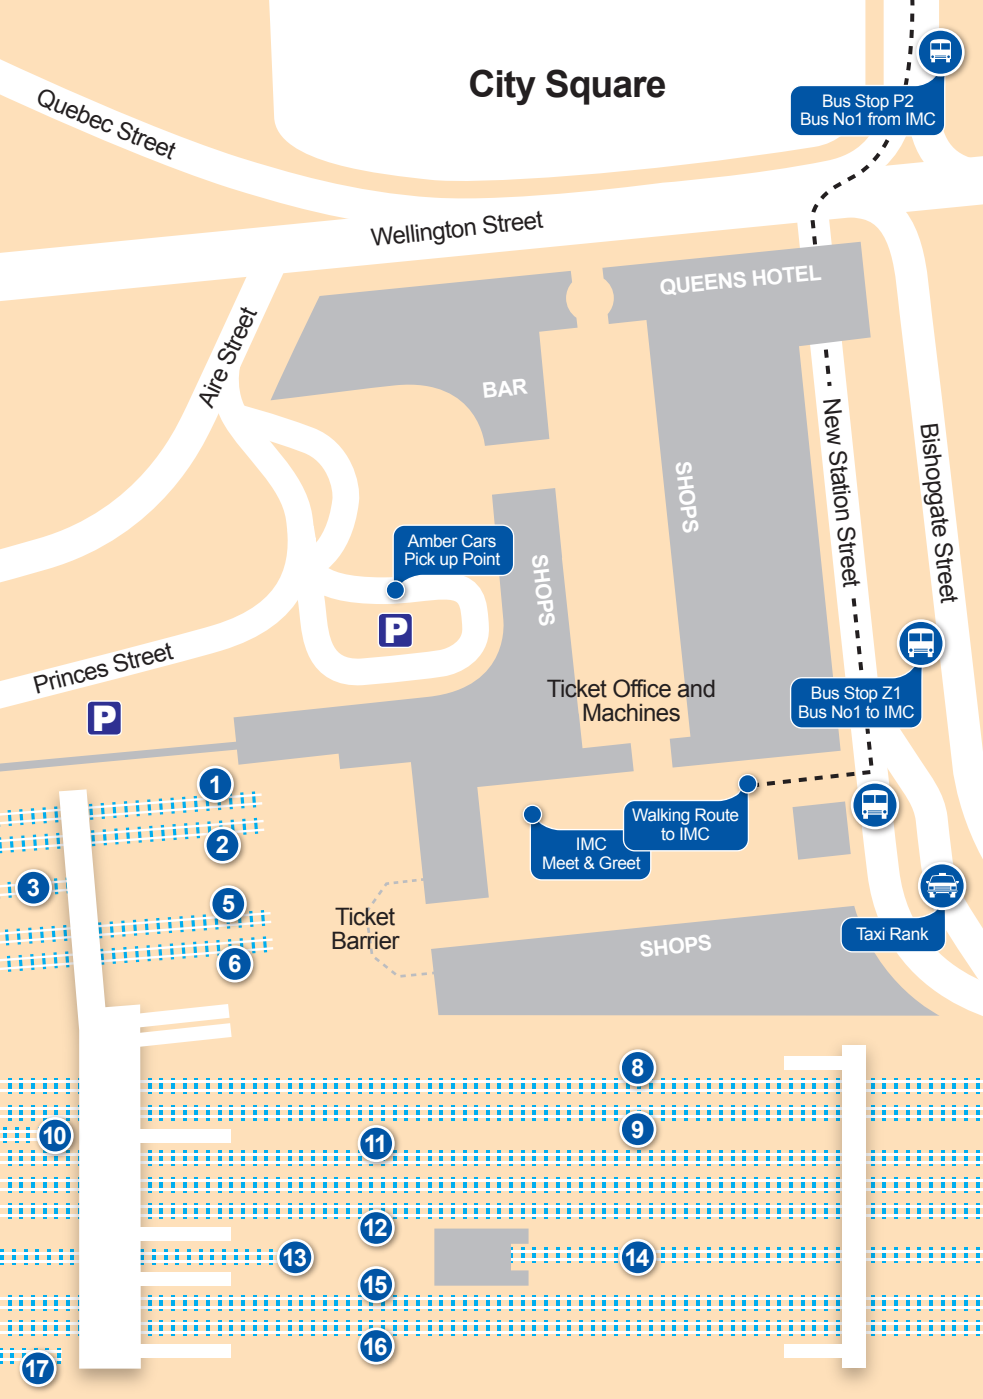 City Square
Bus Stop P2
Bus No1 from IMC
Quebec Street
Wellington Street
QUEENS HOTEL
Aire Street
BAR
New Station Street
Bishopgate Street
SHOPS
Amber Cars
Pick up Point
SHOPS
P
Princes Street
P
Ticket Office and
Machines
Bus Stop Z1
Bus No1 to IMC
1
Walking Route
to IMC
2
IMC
Meet & Greet
3
5
Taxi Rank
Ticket
Barrier
SHOPS
6
8
9
10
11
12
13
14
15
16
17